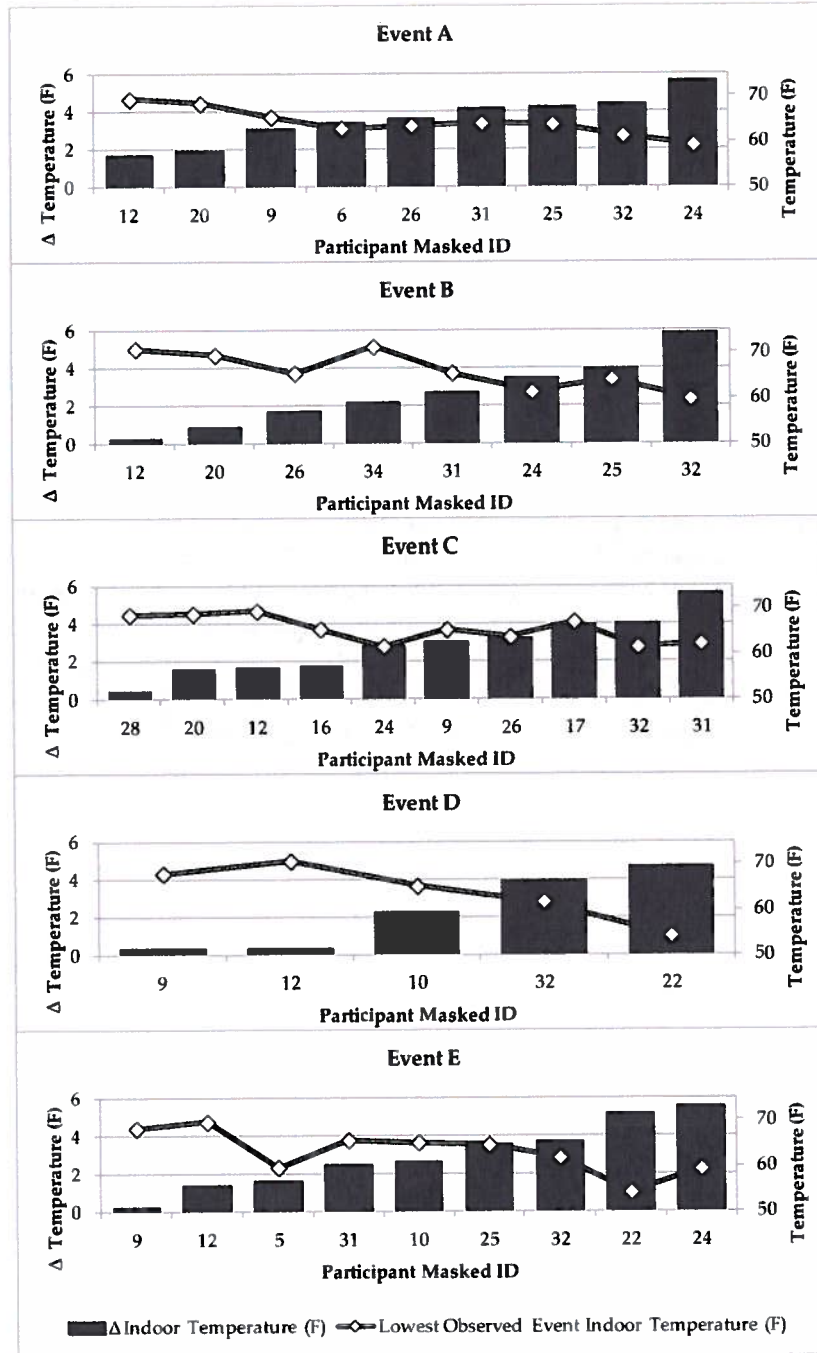 Event A
Δ Temperature (F)
6
4
2
0
70
60
50
Temperature (F)
12 20 9 6 26 31 25 32 24
Participant Masked ID
Event B
Δ Temperature (F)
6
4
2
0
70
60
50
Temperature (F)
12 20 26 34 31 24 25 32
Participant Masked ID
Event C
Δ Temperature (F)
6
4
2
0
70
60
50
Temperature (F)
28 20 12 16 24 9 26 17 32 31
Participant Masked ID
Event D
Δ Temperature (F)
6
4
2
0
70
60
50
Temperature (F)
9 12 10 32 22
Participant Masked ID
Event E
Δ Temperature (F)
6
4
2
0
70
60
50
Temperature (F)
9 12 5 31 10 25 32 22 24
Participant Masked ID
Δ Indoor Temperature (F) Lowest Observed Event Indoor Temperature (F)